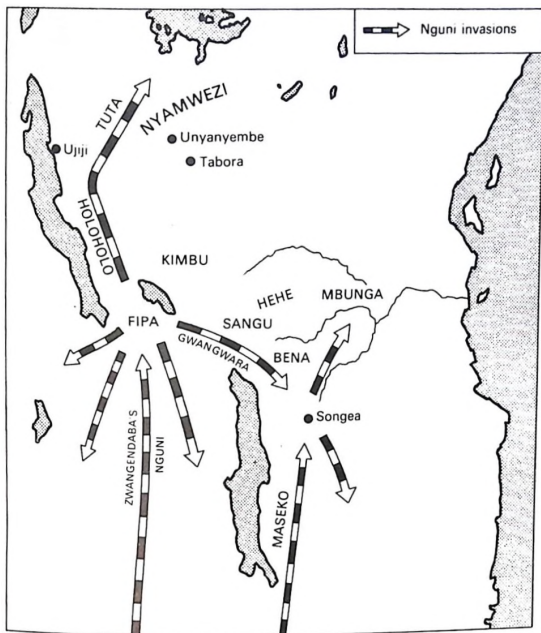 Nguni invasions
TUTA
NYAMWEZI
Unyanyembe
Ujiji
Tabora
HOLOHOLO
KIMBU
HEHE
MBUNGA
FIPA
SANGU
GWANGWARA
BENA
Songea
ZWANGENDABA'S
NGUNI
MASEKO